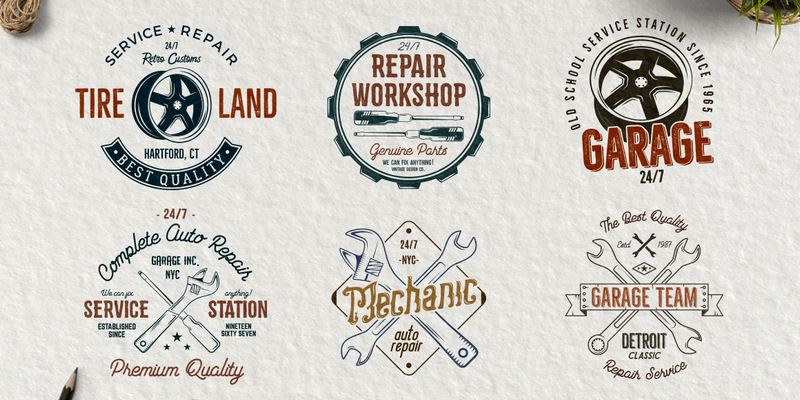 SERVICE ★ REPAIR
24/7
Retro Customs
TIRE LAND
HARTFORD, CT
• BEST QUALITY •
24/7
REPAIR
WORKSHOP
Genuine Parts
WE CAN FIX ANYTHING!
VINTAGE DESIGN CO.
OLD SCHOOL SERVICE STATION SINCE 1965
GARAGE
24/7
- 24/7 -
Complete Auto Repair
GARAGE INC.
NYC
We can fix anything!
SERVICE STATION
ESTABLISHED SINCE
NINETEEN SIXTY SEVEN
Premium Quality
24/7
-NYC-
Mechanic
auto
repair
The Best Quality
Estd 1987
GARAGE TEAM
DETROIT
CLASSIC
Repair Service